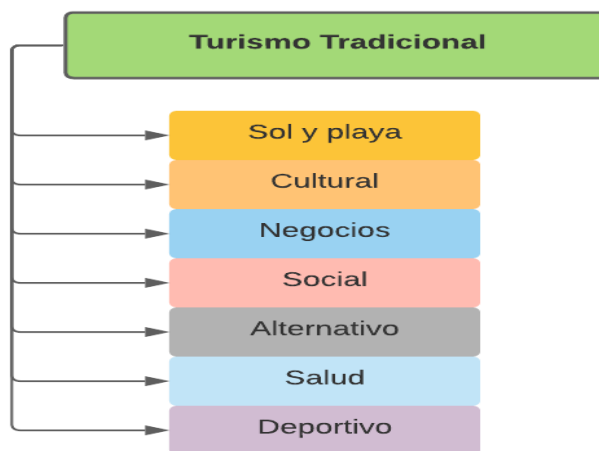 Turismo Tradicional
Sol y playa
Cultural
Negocios
Social
Alternativo
Salud
Deportivo